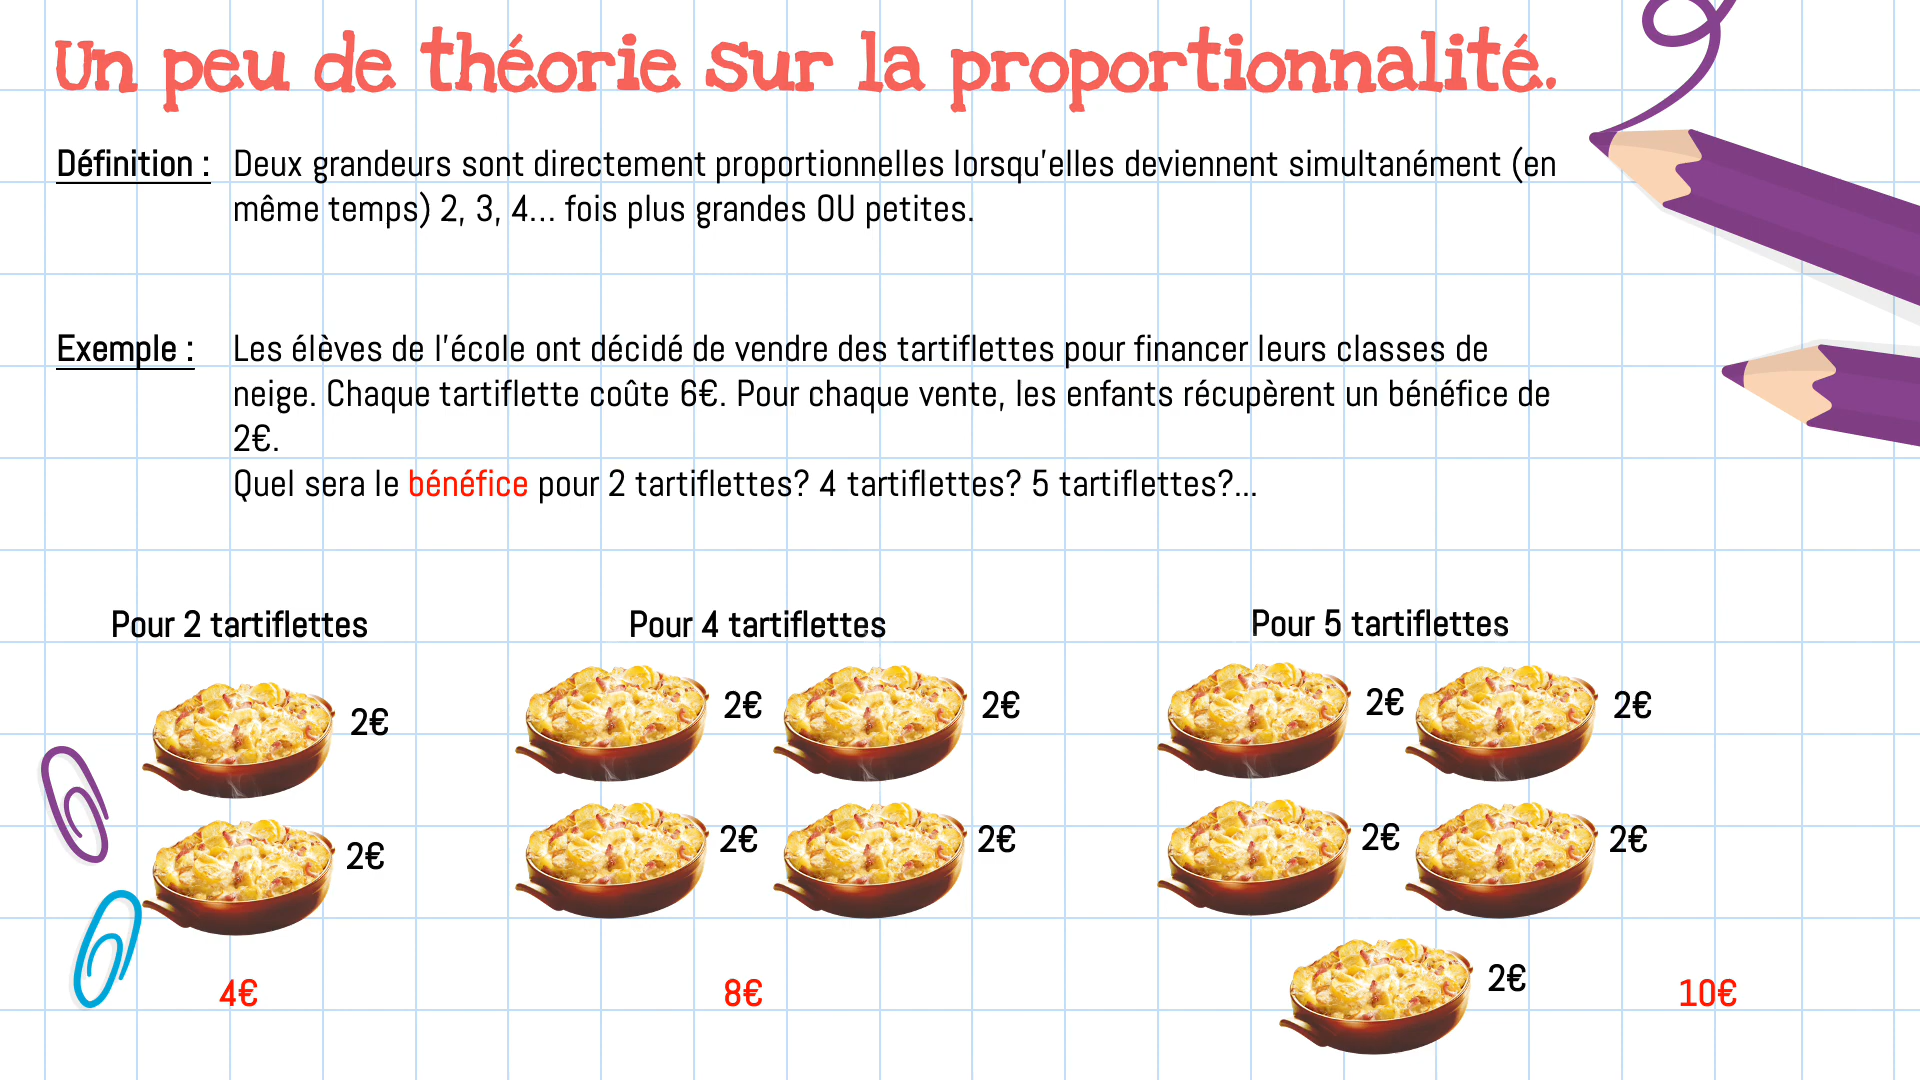 Un peu de théorie sur la proportionnalité.
Définition : Deux grandeurs sont directement proportionnelles lorsqu'elles deviennent simultanément (en
même temps) 2, 3, 4… fois plus grandes OU petites.
Exemple : Les élèves de l'école ont décidé de vendre des tartiflettes pour financer leurs classes de
neige. Chaque tartiflette coûte 6€. Pour chaque vente, les enfants récupèrent un bénéfice de
2€.
Quel sera le bénéfice pour 2 tartiflettes? 4 tartiflettes? 5 tartiflettes?...
Pour 2 tartiflettes
2€
2€
4€
Pour 4 tartiflettes
2€ 2€
2€ 2€
8€
Pour 5 tartiflettes
2€ 2€
2€ 2€
2€
10€